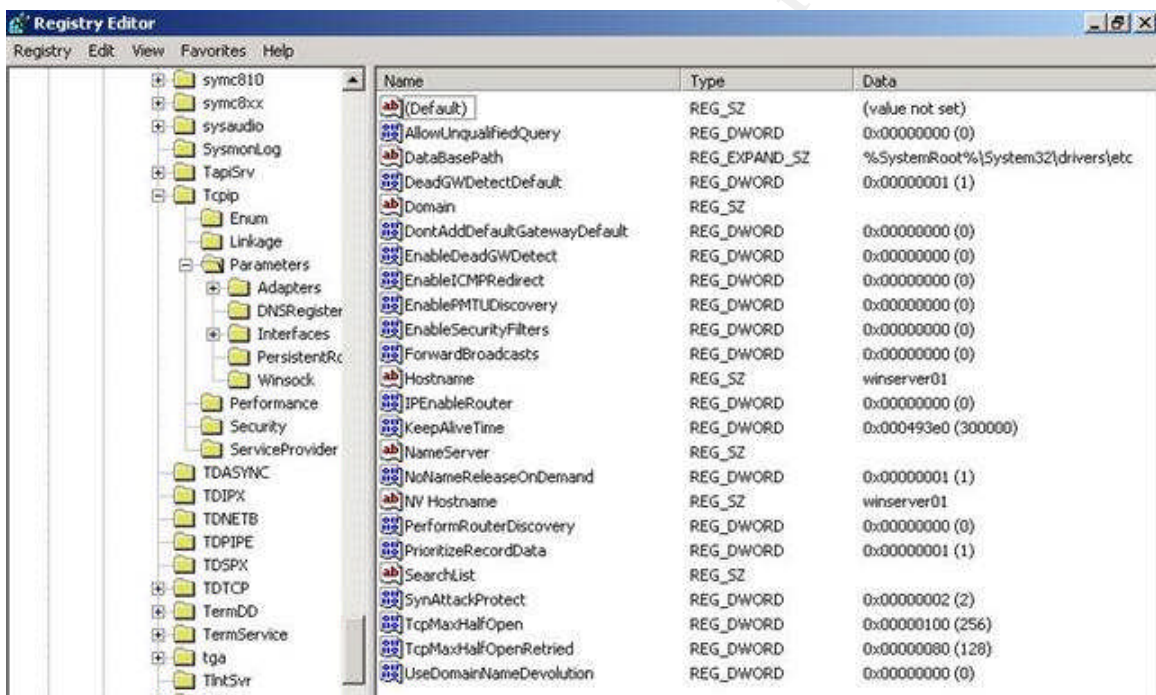 Registry Editor
Registry Edit View Favorites Help
symc810
symc8xx
sysaudio
SysmonLog
TapiSrv
Tcpip
Enum
Linkage
Parameters
Adapters
DNSRegister
Interfaces
PersistentRo
Winsock
Performance
Security
ServiceProvider
TDASYNC
TDIPX
TDNETB
TDPIPE
TDSPX
TDTCP
TermDD
TermService
tga
TlntSvr
Name Type Data
(Default) REG_SZ (value not set)
AllowUnqualifiedQuery REG_DWORD 0x00000000 (0)
DataBasePath REG_EXPAND_SZ %SystemRoot%\System32\drivers\etc
DeadGWDetectDefault REG_DWORD 0x00000001 (1)
Domain REG_SZ
DontAddDefaultGatewayDefault REG_DWORD 0x00000000 (0)
EnableDeadGWDetect REG_DWORD 0x00000000 (0)
EnableICMPRedirect REG_DWORD 0x00000000 (0)
EnablePMTUDiscovery REG_DWORD 0x00000000 (0)
EnableSecurityFilters REG_DWORD 0x00000000 (0)
ForwardBroadcasts REG_DWORD 0x00000000 (0)
Hostname REG_SZ winserver01
IPEnableRouter REG_DWORD 0x00000000 (0)
KeepAliveTime REG_DWORD 0x000493e0 (300000)
NameServer REG_SZ
NoNameReleaseOnDemand REG_DWORD 0x00000001 (1)
NV Hostname REG_SZ winserver01
PerformRouterDiscovery REG_DWORD 0x00000000 (0)
PrioritizeRecordData REG_DWORD 0x00000001 (1)
SearchList REG_SZ
SynAttackProtect REG_DWORD 0x00000002 (2)
TcpMaxHalfOpen REG_DWORD 0x00000100 (256)
TcpMaxHalfOpenRetried REG_DWORD 0x00000080 (128)
UseDomainNameDevolution REG_DWORD 0x00000000 (0)